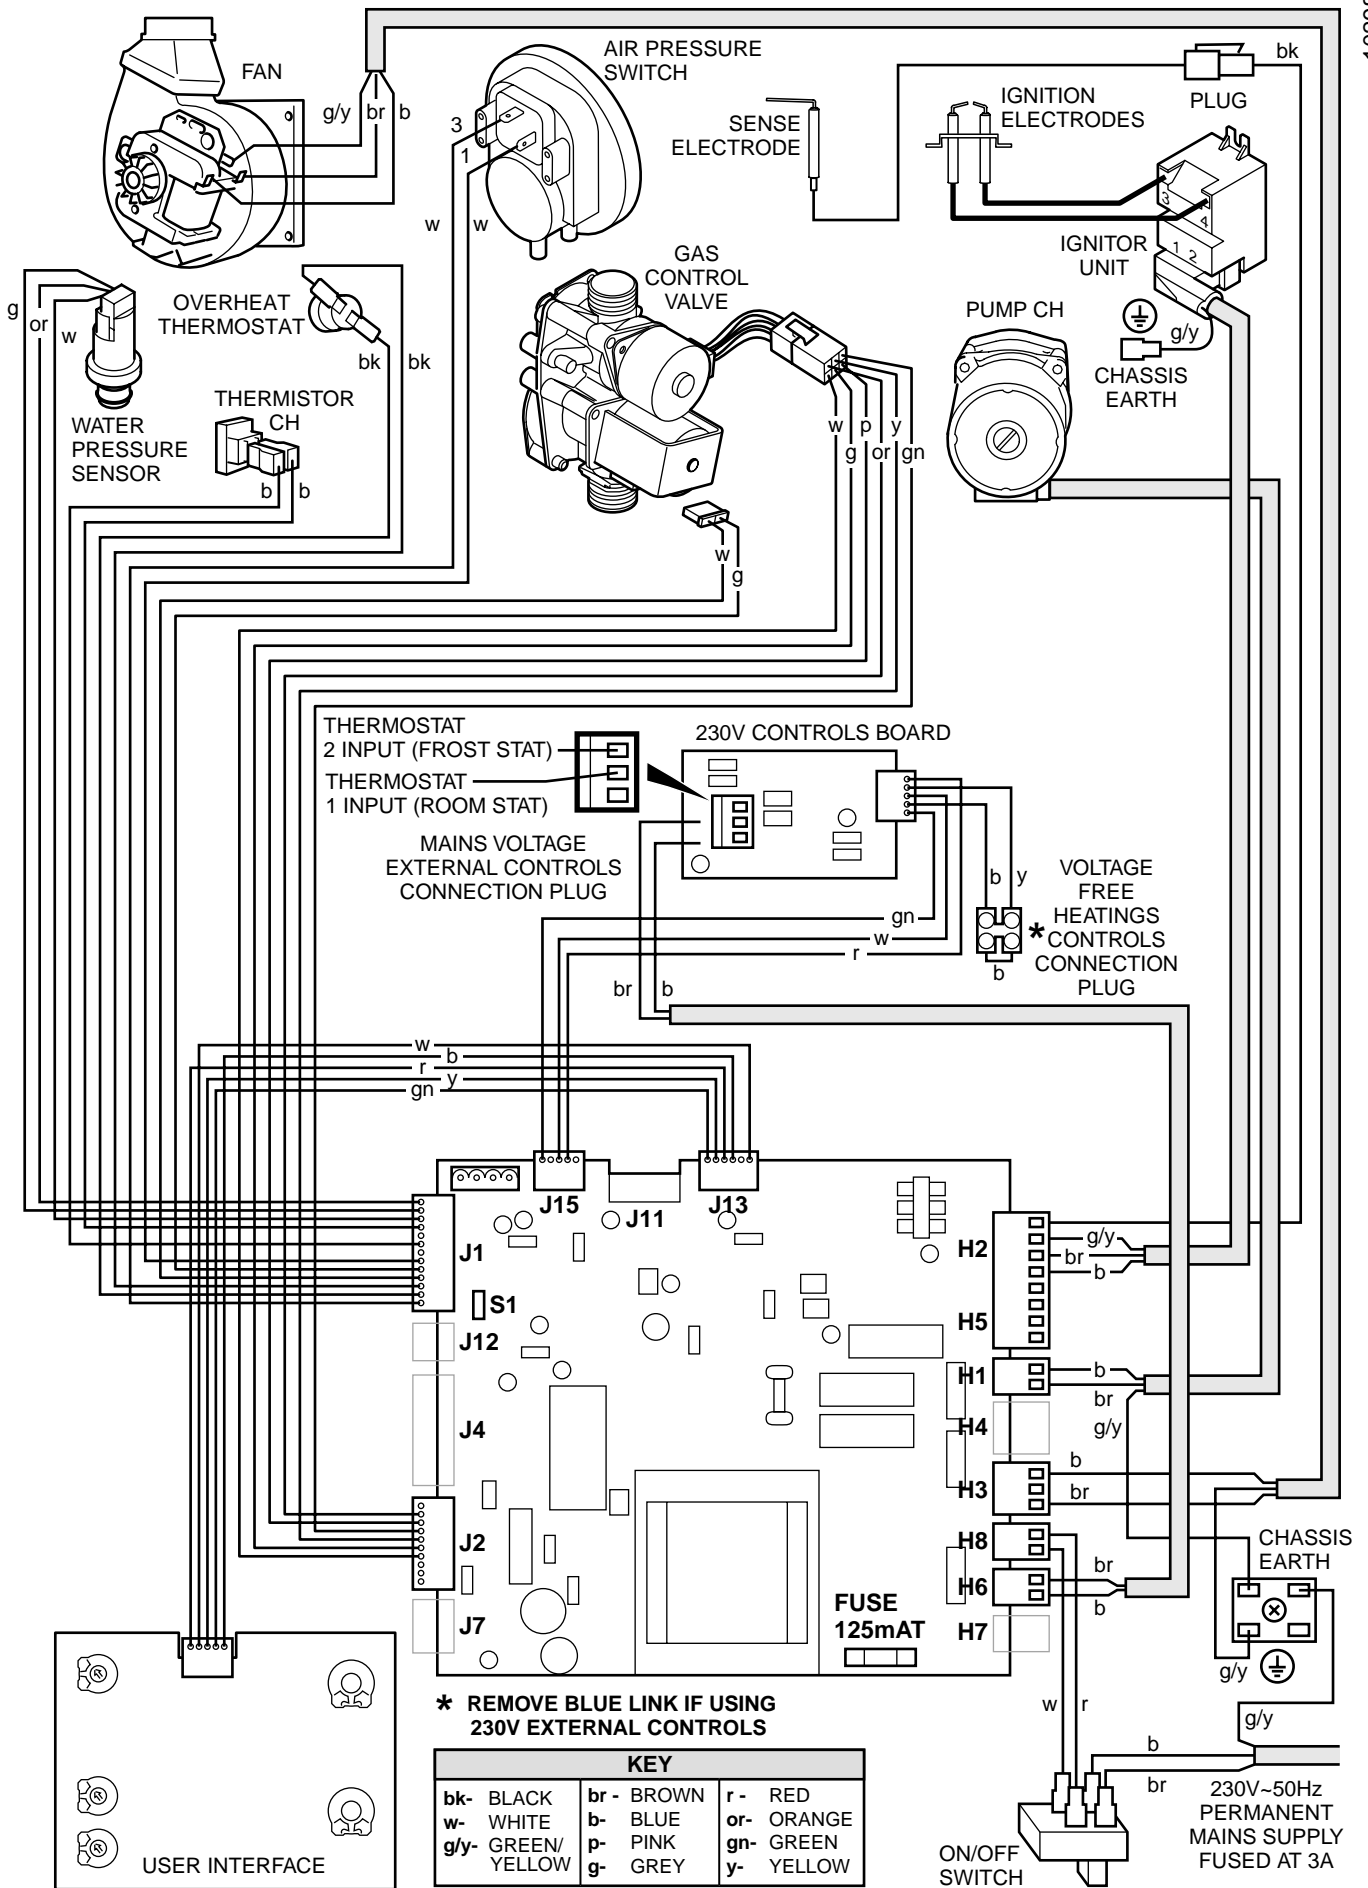 FAN
g/y br b
AIR PRESSURE
SWITCH
3
1
w
w
SENSE
ELECTRODE
IGNITION
ELECTRODES
PLUG
bk
3
4
1 2
IGNITOR
UNIT
g/y
CHASSIS
EARTH
g
or
w
WATER
PRESSURE
SENSOR
OVERHEAT
THERMOSTAT
bk bk
THERMISTOR
CH
b b
GAS
CONTROL
VALVE
w g p or y gn
w
g
PUMP CH
THERMOSTAT
2 INPUT (FROST STAT)
THERMOSTAT
1 INPUT (ROOM STAT)
MAINS VOLTAGE
EXTERNAL CONTROLS
CONNECTION PLUG
230V CONTROLS BOARD
b y
b
* VOLTAGE
FREE
HEATINGS
CONTROLS
CONNECTION
PLUG
gn
w
r
br b
w
b
r
y
gn
J15
J11
J13
J1
S1
J12
J4
J2
J7
H2
H5
H1
H4
H3
H8
H6
H7
g/y
br
b
b
br
g/y
b
br
br
b
FUSE
125mAT
CHASSIS
EARTH
g/y
g/y
w r
b
br
ON/OFF
SWITCH
230V~50Hz
PERMANENT
MAINS SUPPLY
FUSED AT 3A
* REMOVE BLUE LINK IF USING
230V EXTERNAL CONTROLS
KEY
bk- BLACK
w- WHITE
g/y- GREEN/
YELLOW
br - BROWN
b- BLUE
p- PINK
g- GREY
r - RED
or- ORANGE
gn- GREEN
y- YELLOW
USER INTERFACE